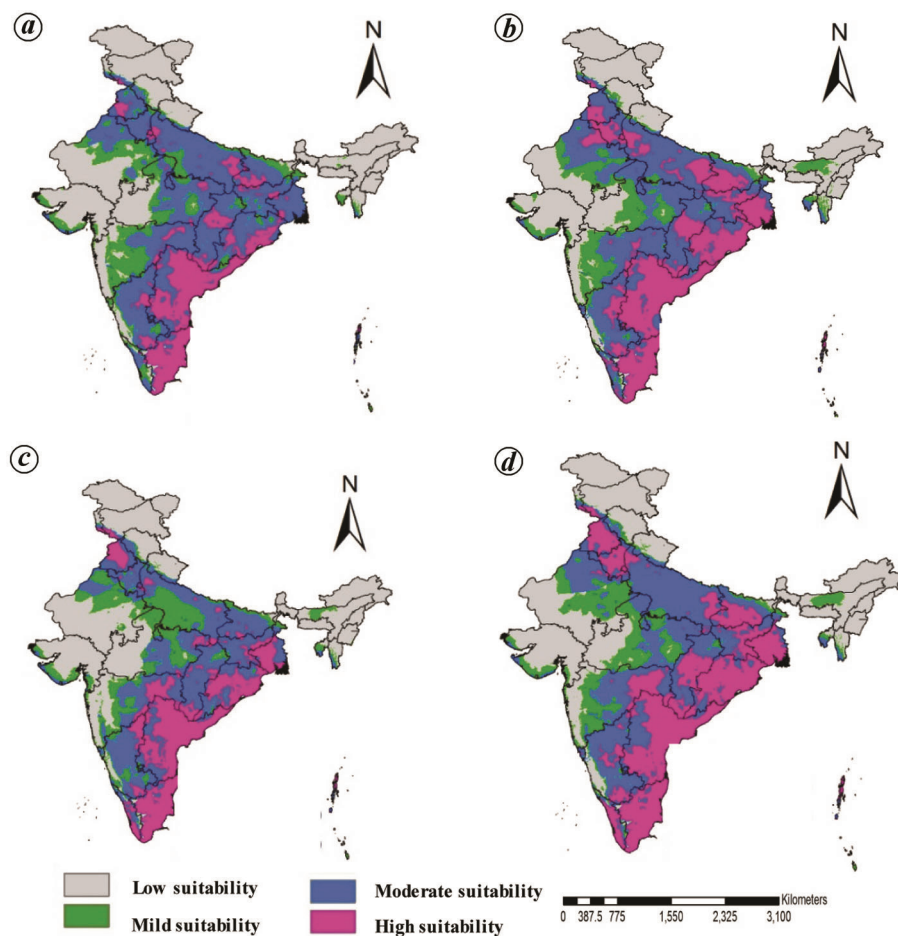 a
N
b
N
c
N
d
N
Low suitability
Mild suitability
Moderate suitability
High suitability
Kilometers
0 387.5 775 1,550 2,325 3,100